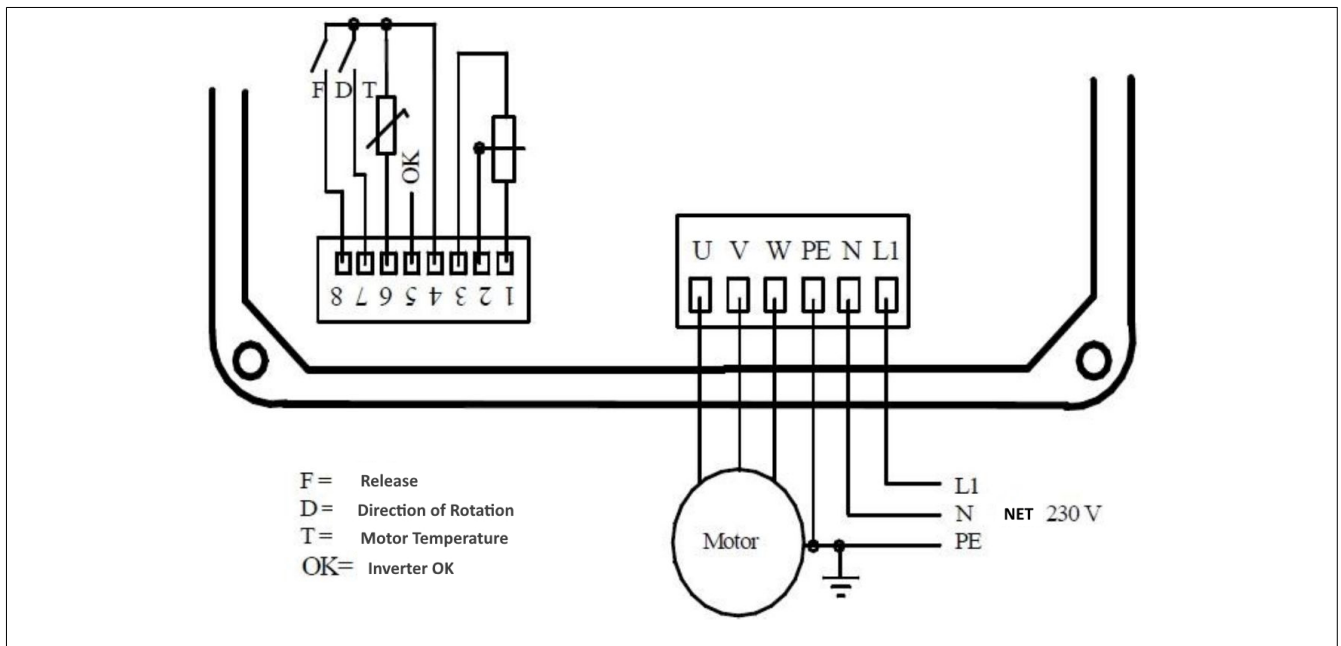 F D T
OK
8 7 6 5 4 3 2 1
U V W PE N L1
Motor
L1
N NET 230 V
PE
F= Release
D= Direction of Rotation
T= Motor Temperature
OK= Inverter OK